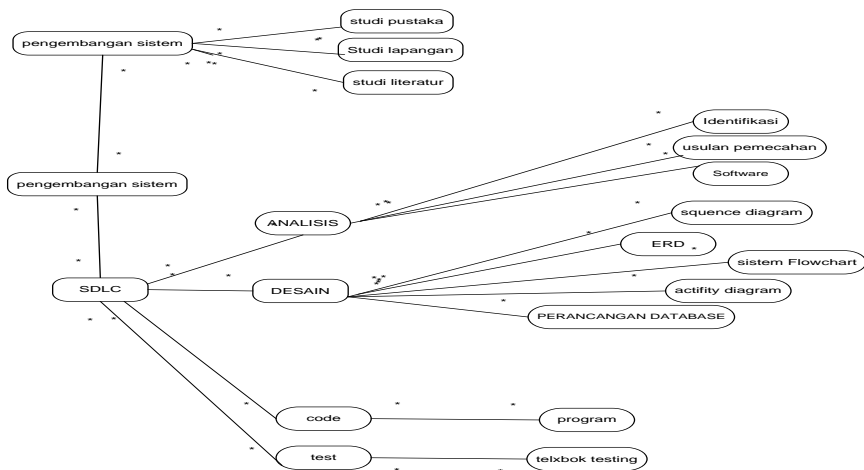 studi pustaka
pengembangan sistem
Studi lapangan
studi literatur
Identifikasi
usulan pemecahan
Software
pengembangan sistem
ANALISIS
squence diagram
ERD
sistem Flowchart
SDLC
DESAIN
actifity diagram
PERANCANGAN DATABASE
code
program
test
telxbok testing